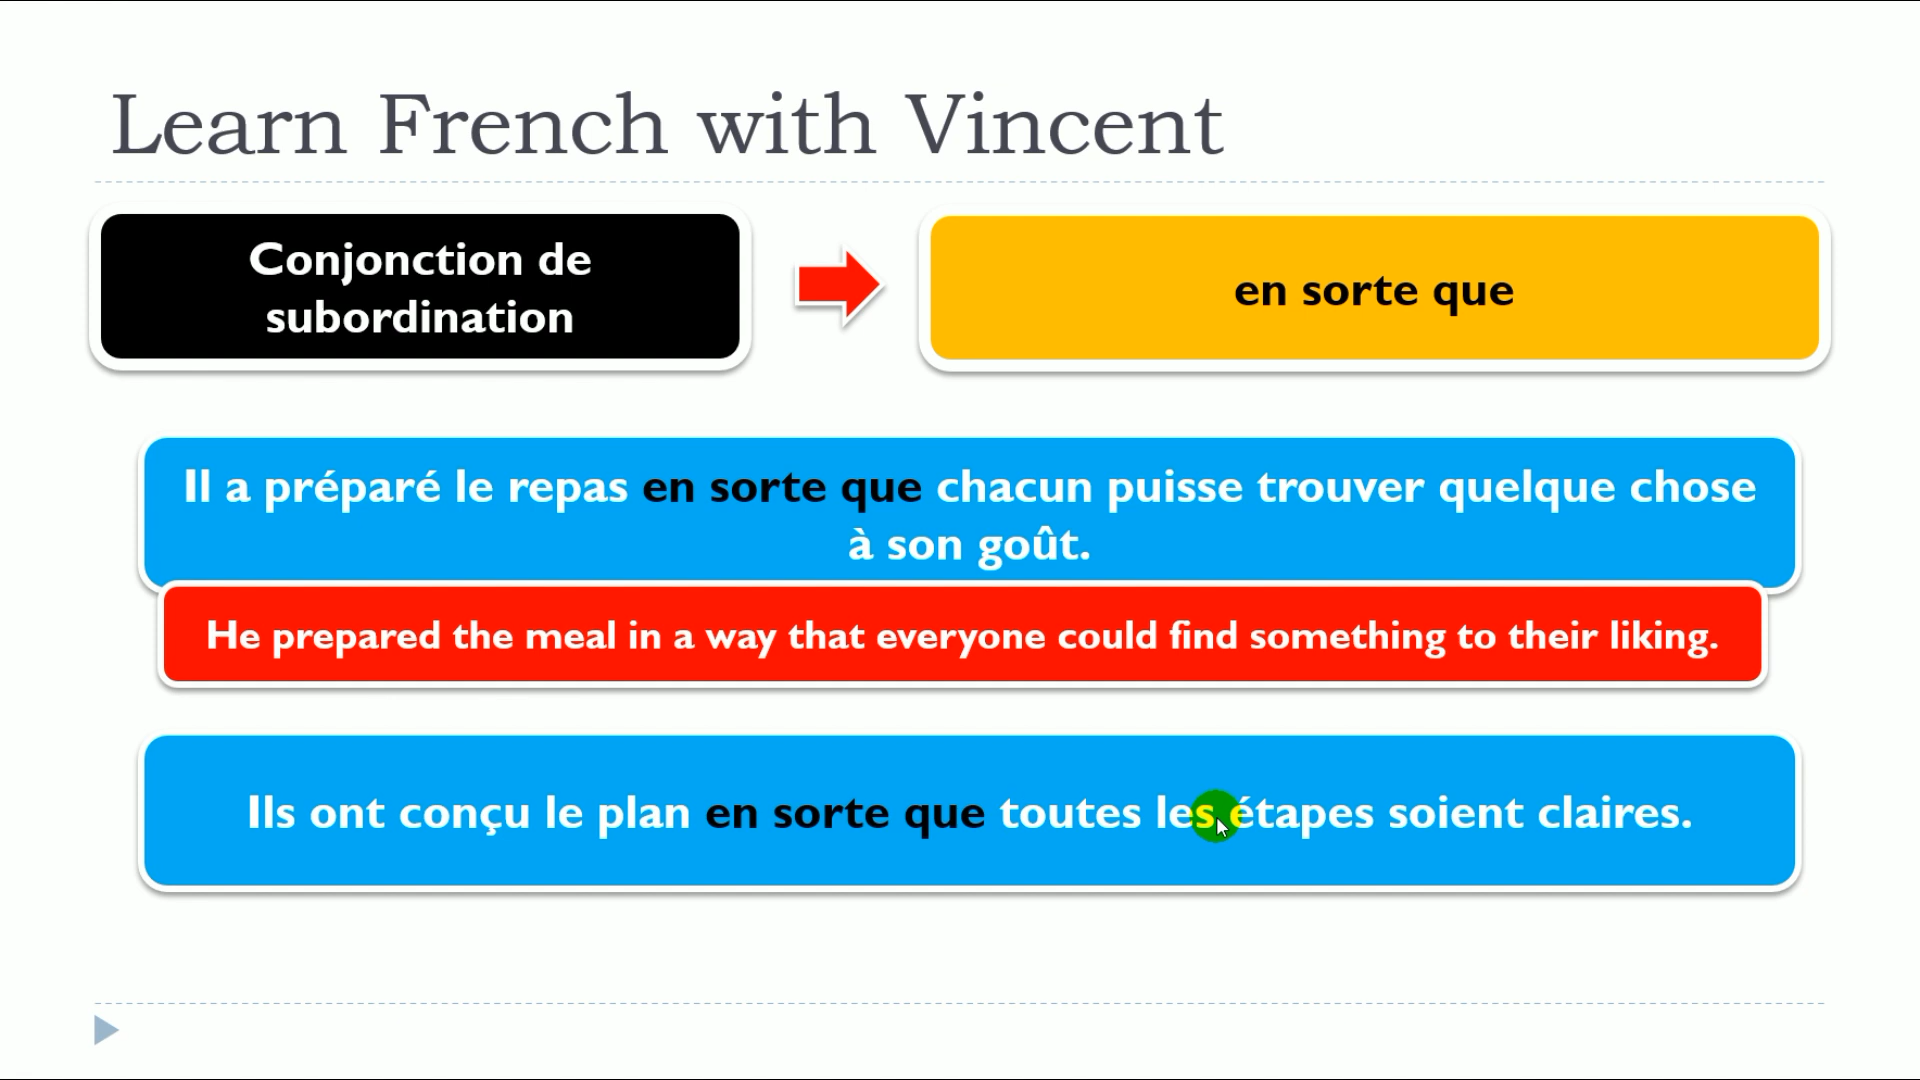 Learn French with Vincent
Conjonction de
subordination
en sorte que
Il a préparé le repas en sorte que chacun puisse trouver quelque chose
à son goût.
He prepared the meal in a way that everyone could find something to their liking.
Ils ont conçu le plan en sorte que toutes les étapes soient claires.